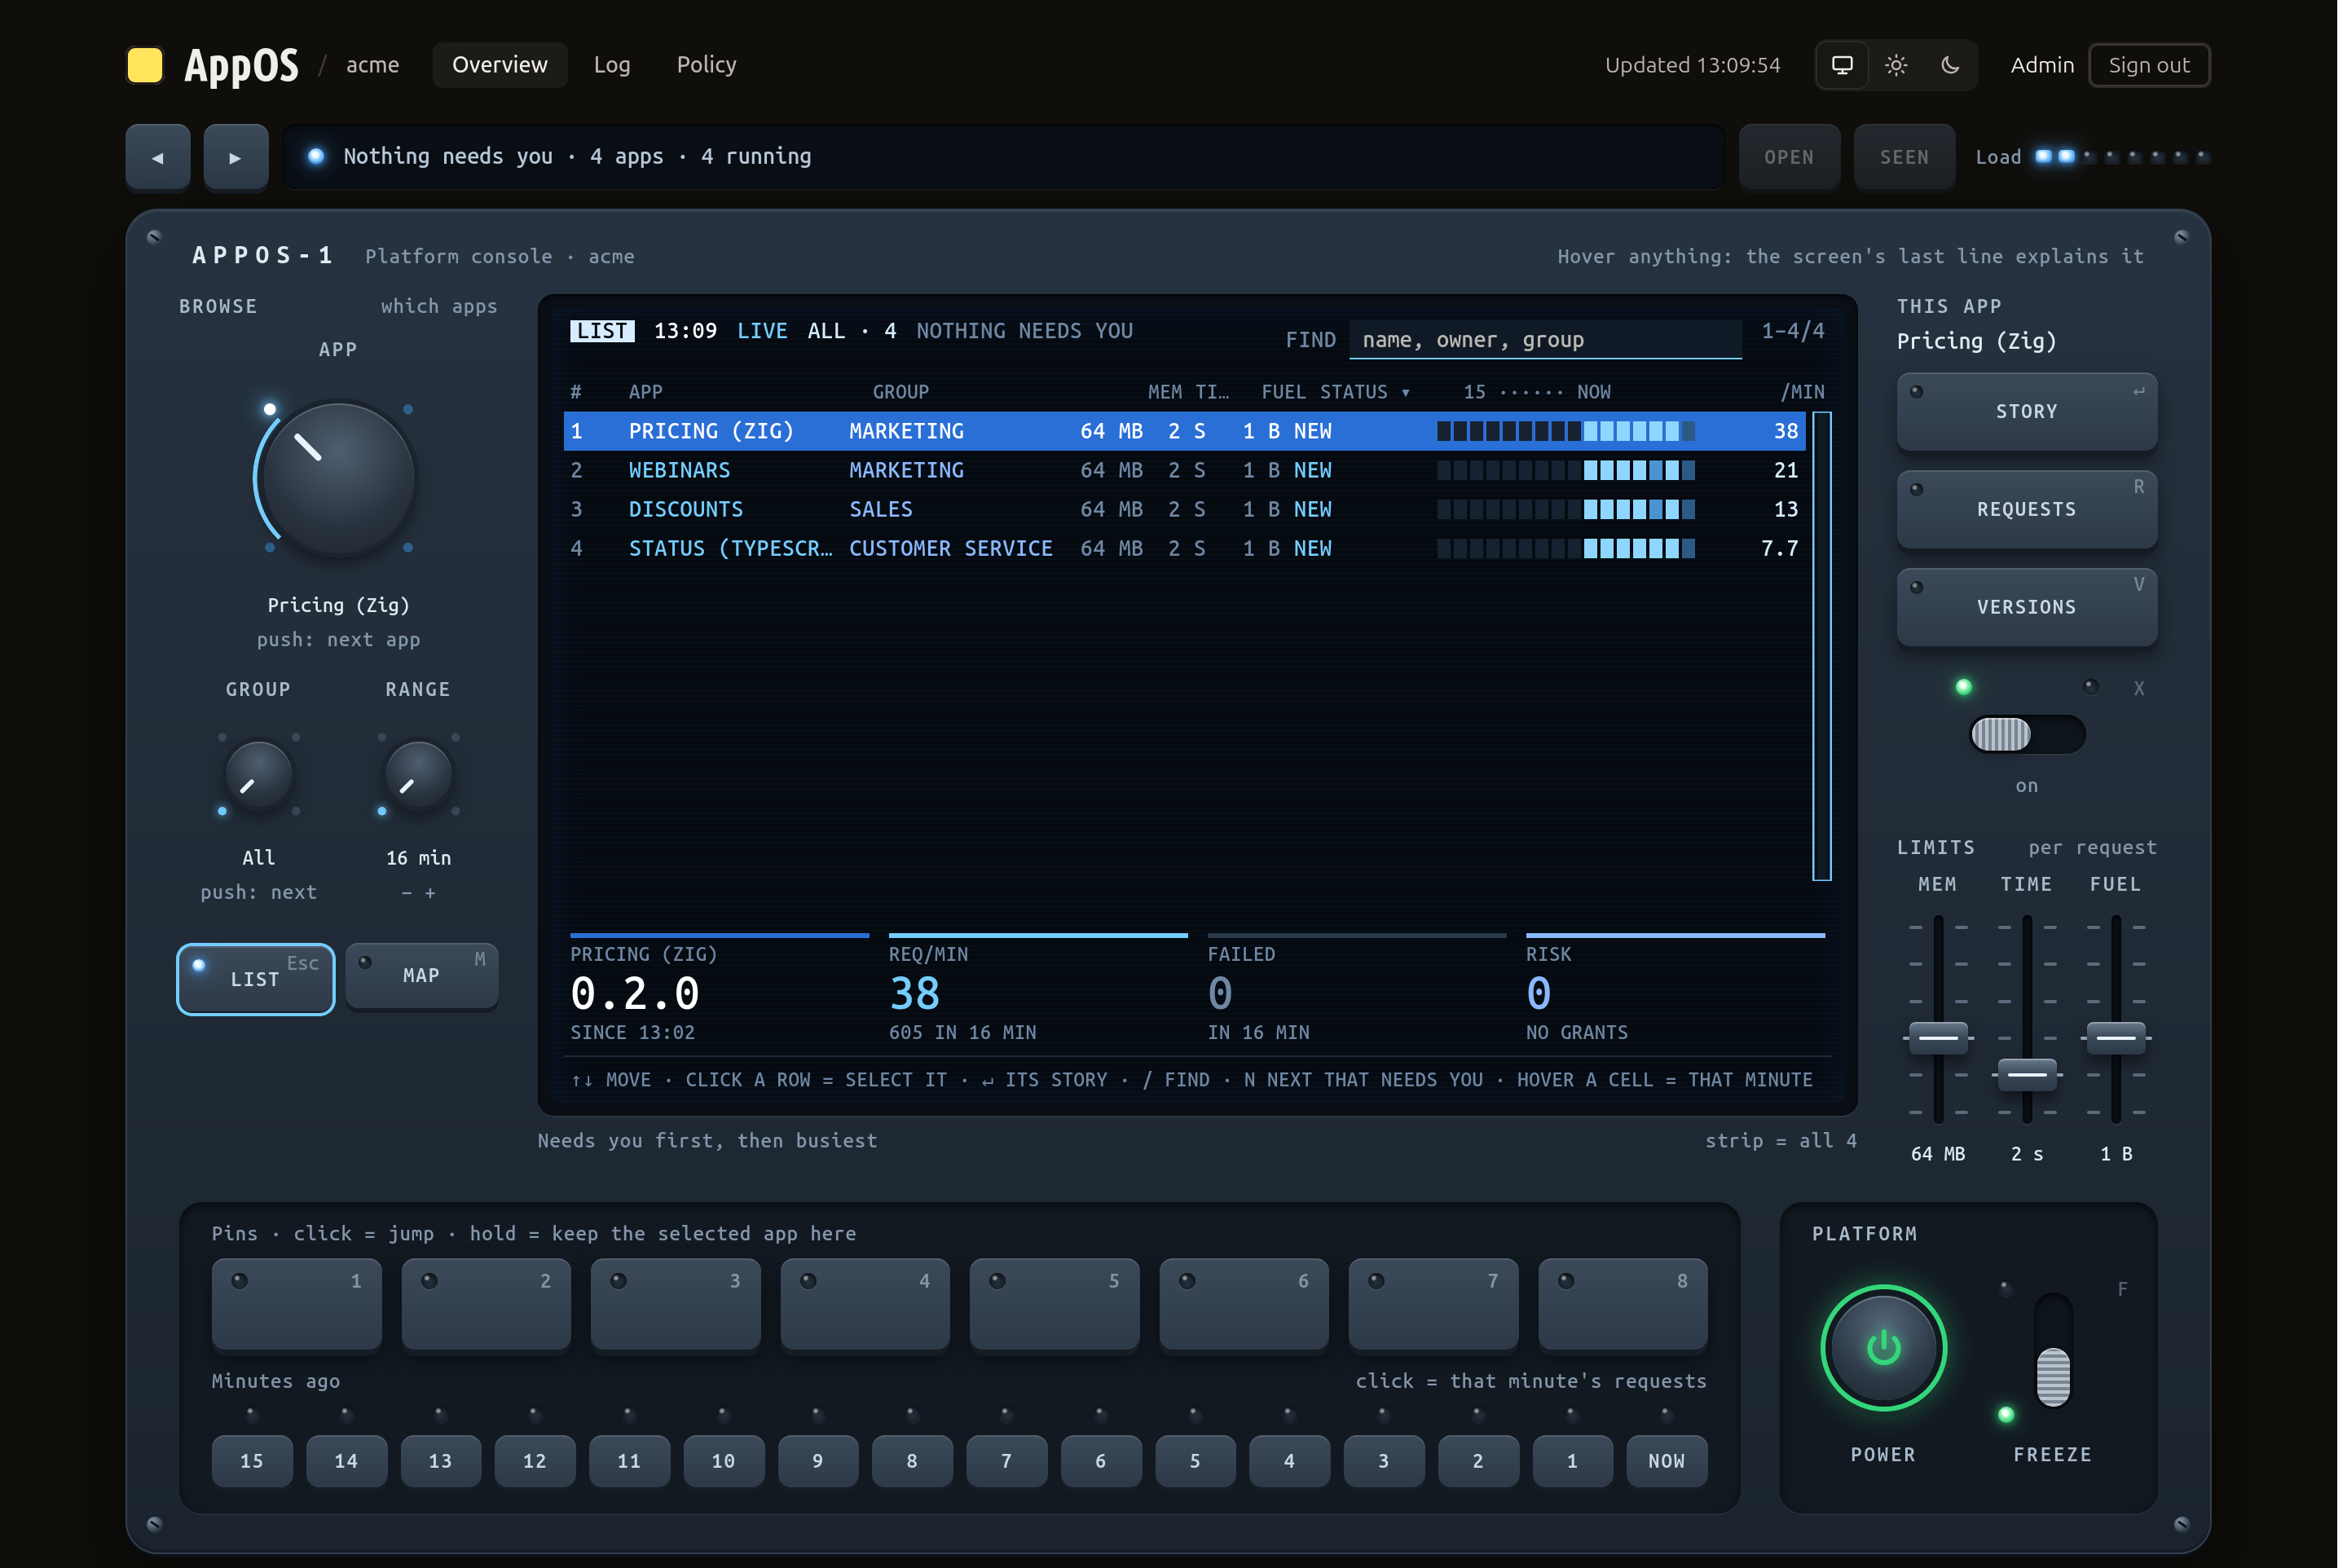 AppOS / acme Overview Log Policy Updated 13:09:54 Admin Sign out
◀ ▶ Nothing needs you · 4 apps · 4 running OPEN SEEN Load
APPOS-1 Platform console · acme Hover anything: the screen's last line explains it
BROWSE which apps
APP
Pricing (Zig)
push: next app
GROUP RANGE
All 16 min
push: next − +
LIST Esc MAP M
LIST 13:09 LIVE ALL · 4 NOTHING NEEDS YOU FIND name, owner, group 1–4/4
# APP GROUP MEM TI… FUEL STATUS ▾ 15 ······ NOW /MIN
1 PRICING (ZIG) MARKETING 64 MB 2 S 1 B NEW 38
2 WEBINARS MARKETING 64 MB 2 S 1 B NEW 21
3 DISCOUNTS SALES 64 MB 2 S 1 B NEW 13
4 STATUS (TYPESCR… CUSTOMER SERVICE 64 MB 2 S 1 B NEW 7.7
PRICING (ZIG) REQ/MIN FAILED RISK
0.2.0 38 0 0
SINCE 13:02 605 IN 16 MIN IN 16 MIN NO GRANTS
↑↓ MOVE · CLICK A ROW = SELECT IT · ↵ ITS STORY · / FIND · N NEXT THAT NEEDS YOU · HOVER A CELL = THAT MINUTE
Needs you first, then busiest strip = all 4
THIS APP
Pricing (Zig)
STORY ↵
REQUESTS R
VERSIONS V
X
on
LIMITS per request
MEM TIME FUEL
64 MB 2 s 1 B
Pins · click = jump · hold = keep the selected app here
1 2 3 4 5 6 7 8
Minutes ago click = that minute's requests
15 14 13 12 11 10 9 8 7 6 5 4 3 2 1 NOW
PLATFORM
F
POWER FREEZE